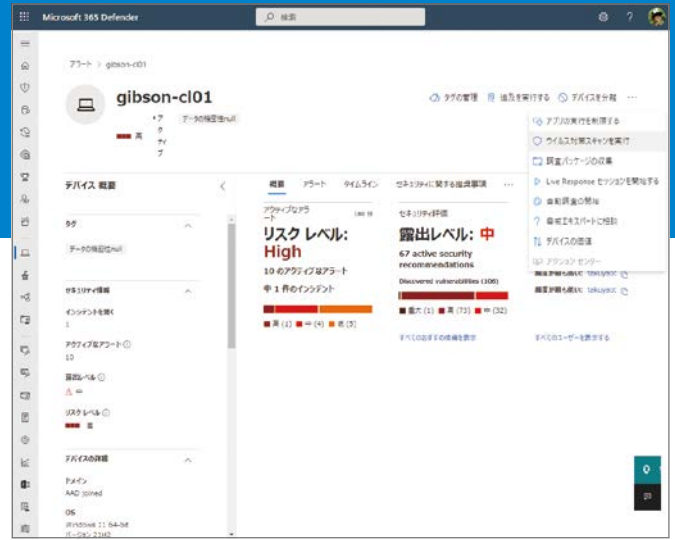 Microsoft 365 Defender
検索
アラート > gibson-cl01
gibson-cl01
高
アクティブ
データの機密性null
タグの管理
追及を実行する
デバイスを分離
アプリの実行を制限する
ウイルス対策スキャンを実行
調査パッケージの収集
Live Response セッションを開始する
自動調査の開始
脅威エキスパートに相談
デバイスの価値
アクション センター
デバイス 概要
概要
アラート
タイムライン
セキュリティに関する推奨事項
タグ
データの機密性null
セキュリティ情報
インシデントを開く
1
アクティブなアラート
10
露出レベル
中
リスク レベル
高
デバイスの詳細
ドメイン
AAD joined
OS
Windows 11 64-bit
バージョン 21H2
アクティブなアラート
リスク レベル:
High
10 のアクティブなアラート
中 1 件のインシデント
高 (1)
中 (4)
低 (5)
セキュリティ評価
露出レベル: 中
67 active security
recommendations
Discovered vulnerabilities (106)
重大 (1)
高 (73)
中 (32)
すべてのおすすめ候補を表示
頻度が最も低い: takuyaot
すべてのユーザーを表示する